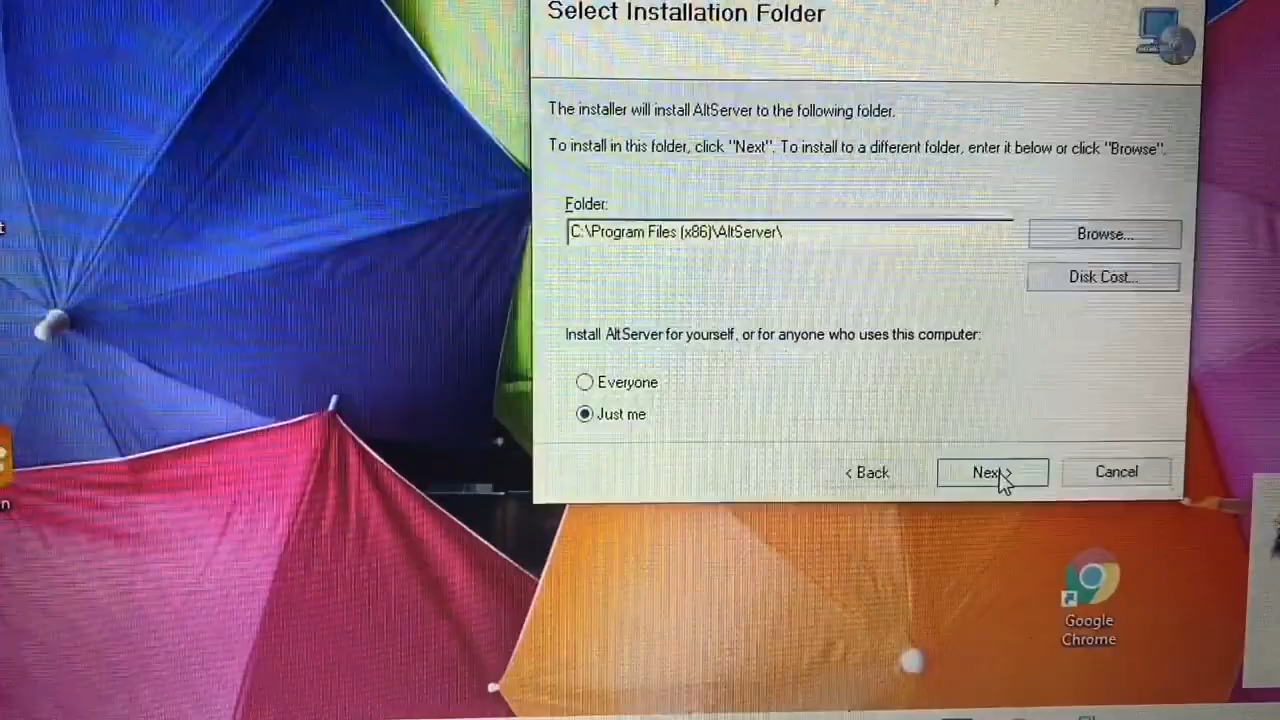 Select Installation Folder
The installer will install AltServer to the following folder.
To install in this folder, click "Next". To install to a different folder, enter it below or click "Browse".
Folder:
C:\Program Files (x86)\AltServer\
Browse...
Disk Cost...
Install AltServer for yourself, or for anyone who uses this computer:
Everyone
Just me
< Back
Next >
Cancel
Google
Chrome